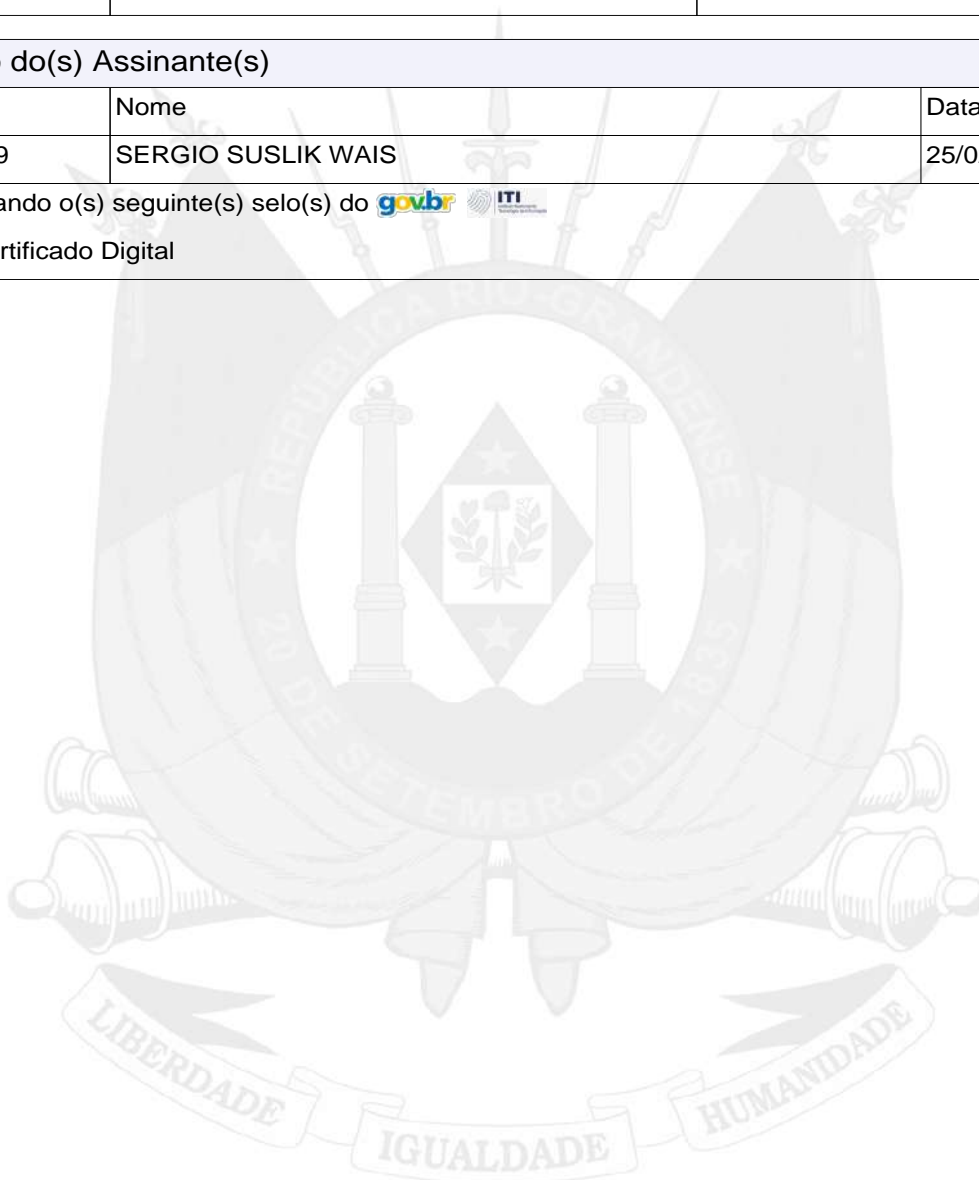 do(s) Assinante(s)
Nome Data
9 SERGIO SUSLIK WAIS 25/0
ando o(s) seguinte(s) selo(s) do gov.br ITI
rtificado Digital
REPÚBLICA RIO-GRANDENSE
20 DE SETEMBRO DE 1835
LIBERDADE IGUALDADE HUMANIDADE